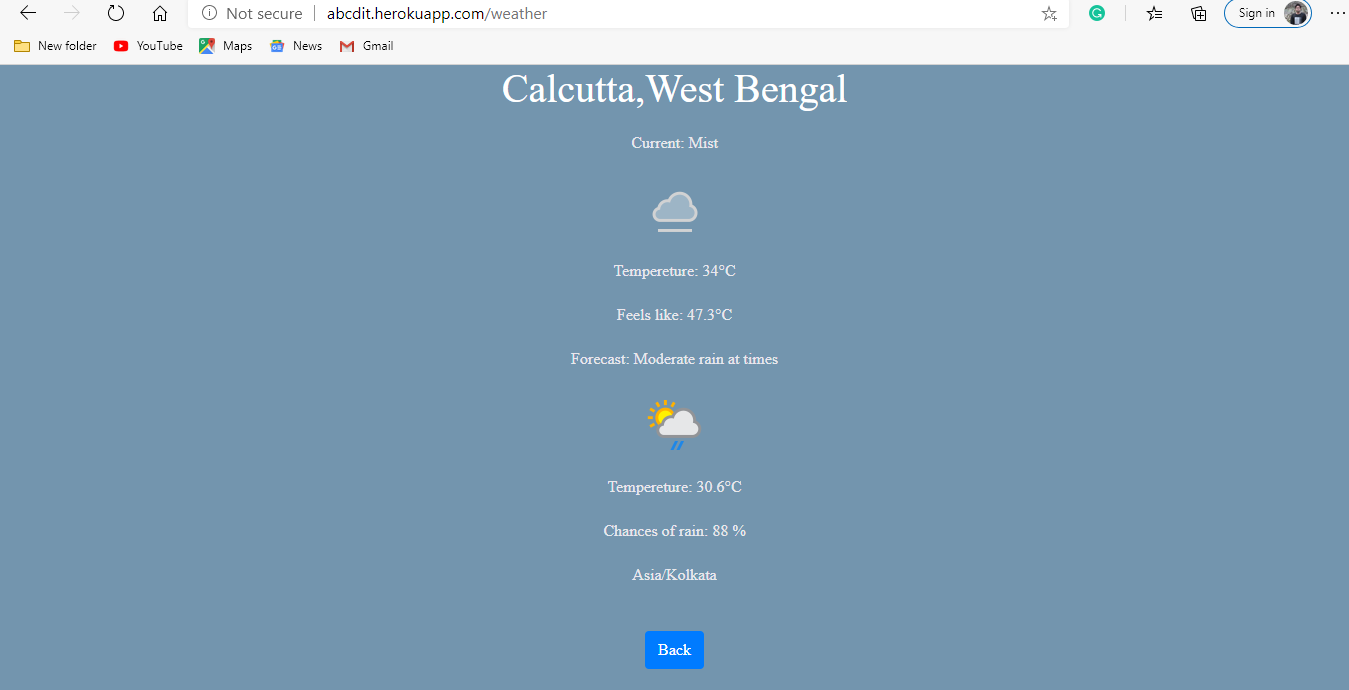 Not secure abcdit.herokuapp.com/weather Sign in
New folder YouTube Maps News Gmail
Calcutta,West Bengal
Current: Mist
Tempereture: 34°C
Feels like: 47.3°C
Forecast: Moderate rain at times
Tempereture: 30.6°C
Chances of rain: 88 %
Asia/Kolkata
Back